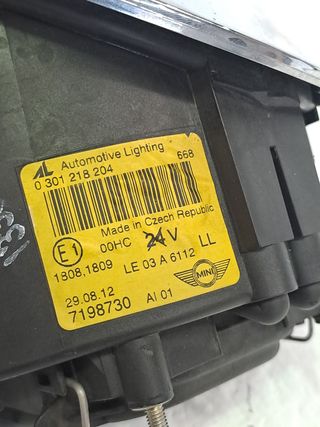 AL Automotive Lighting
0 301 218 204
668
Made in Czech Republic
E1 00HC 24V
1808,1809 LE 03 A 6112 LL
29.08.12
MINI
7198730 AI 01